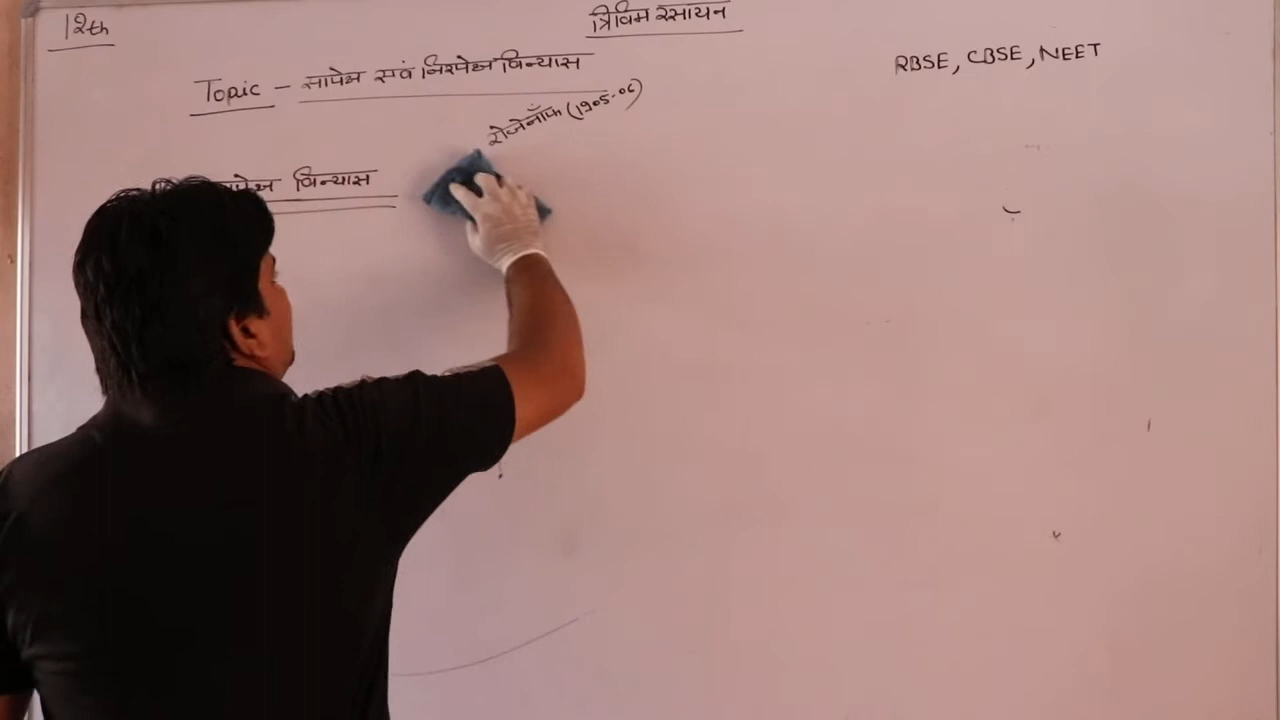 12th
त्रिविम रसायन
RBSE, CBSE, NEET
Topic - सापेक्ष एवं निरपेक्ष विन्यास
रोजेनॉफ (1905-06)
विन्यास